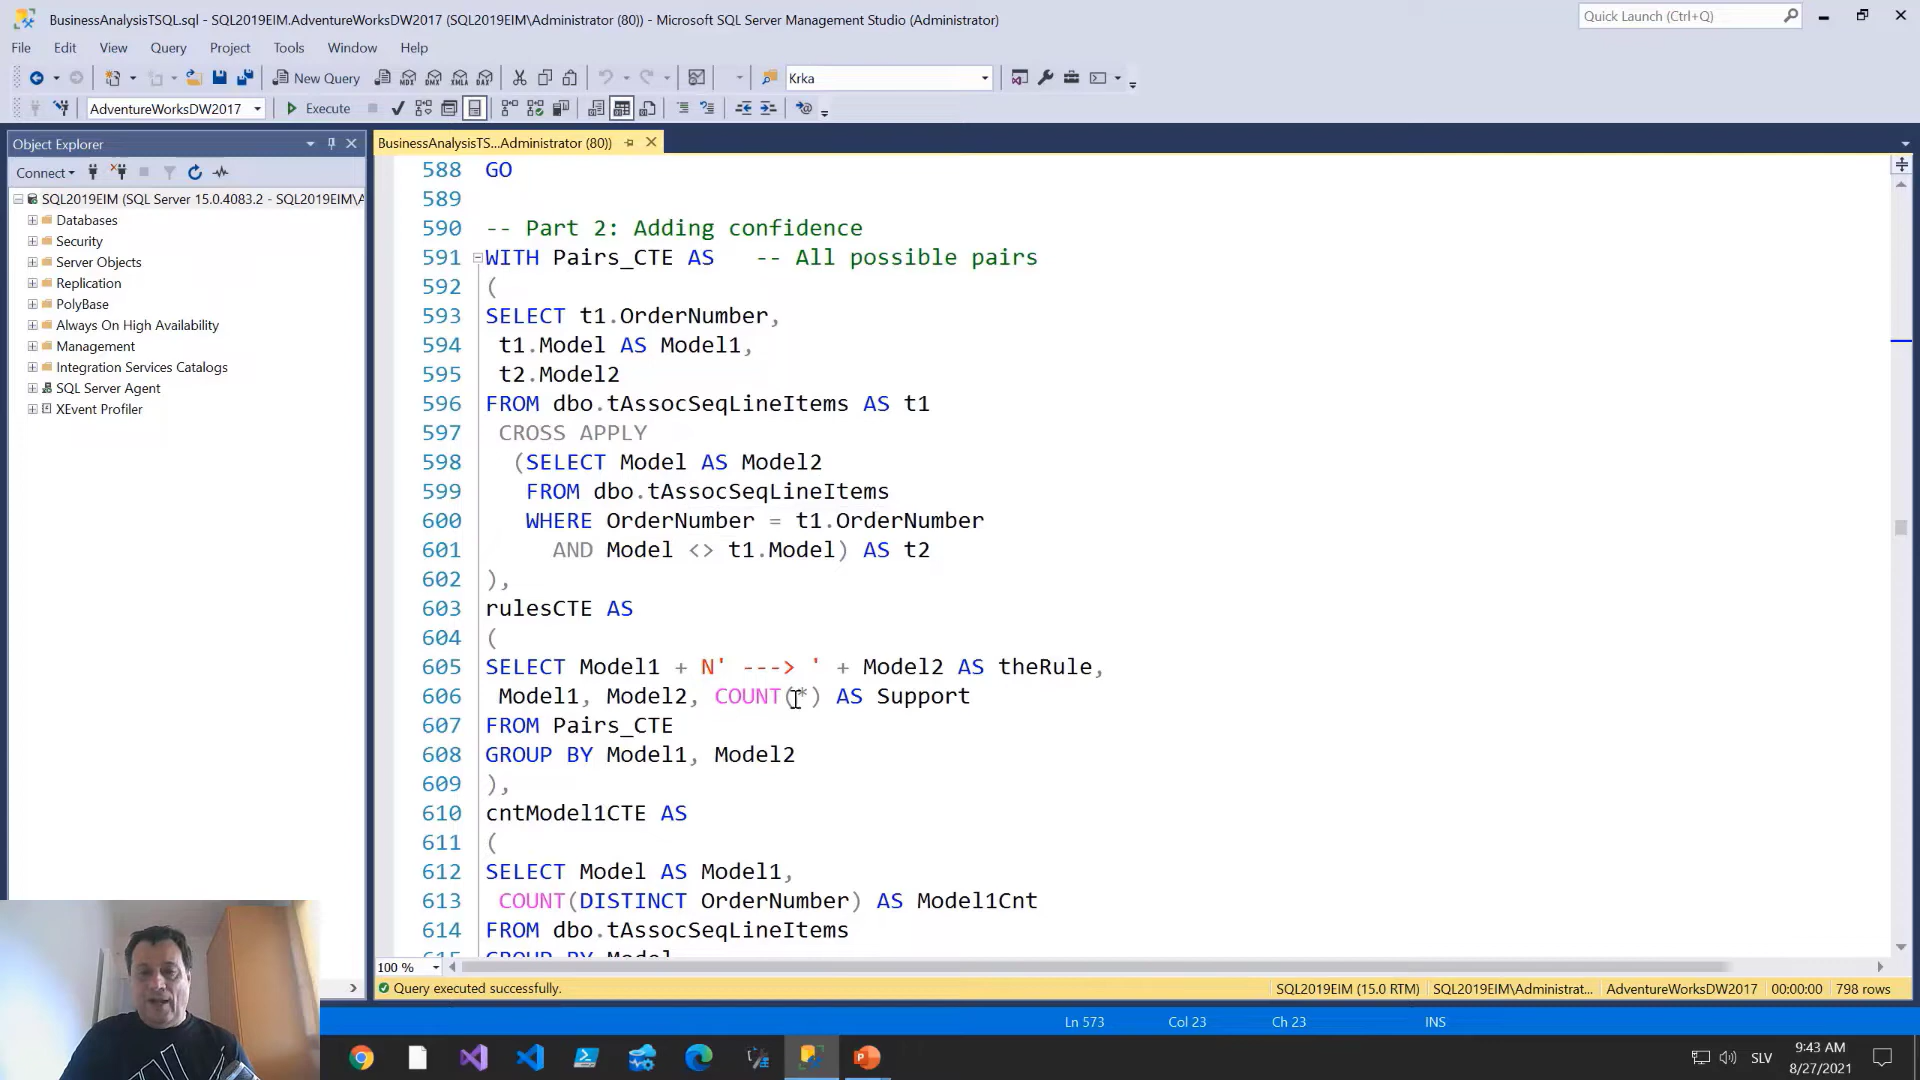 BusinessAnalysisTSQL.sql - SQL2019EIM.AdventureWorksDW2017 (SQL2019EIM\Administrator (80)) - Microsoft SQL Server Management Studio (Administrator)
Quick Launch (Ctrl+Q)
File Edit View Query Project Tools Window Help
New Query
MDX DMX XMLA DAX
Krka
AdventureWorksDW2017
Execute
Object Explorer
BusinessAnalysisTS...Administrator (80))
Connect
SQL2019EIM (SQL Server 15.0.4083.2 - SQL2019EIM\A
Databases
Security
Server Objects
Replication
PolyBase
Always On High Availability
Management
Integration Services Catalogs
SQL Server Agent
XEvent Profiler
588 GO
589
590 -- Part 2: Adding confidence
591 WITH Pairs_CTE AS -- All possible pairs
592 (
593 SELECT t1.OrderNumber,
594 t1.Model AS Model1,
595 t2.Model2
596 FROM dbo.tAssocSeqLineItems AS t1
597 CROSS APPLY
598 (SELECT Model AS Model2
599 FROM dbo.tAssocSeqLineItems
600 WHERE OrderNumber = t1.OrderNumber
601 AND Model <> t1.Model) AS t2
602 ),
603 rulesCTE AS
604 (
605 SELECT Model1 + N' ---> ' + Model2 AS theRule,
606 Model1, Model2, COUNT(*) AS Support
607 FROM Pairs_CTE
608 GROUP BY Model1, Model2
609 ),
610 cntModel1CTE AS
611 (
612 SELECT Model AS Model1,
613 COUNT(DISTINCT OrderNumber) AS Model1Cnt
614 FROM dbo.tAssocSeqLineItems
615 GROUP BY Model
100 %
Query executed successfully.
SQL2019EIM (15.0 RTM) SQL2019EIM\Administrat... AdventureWorksDW2017 00:00:00 798 rows
Ln 573 Col 23 Ch 23 INS
SLV
9:43 AM
8/27/2021